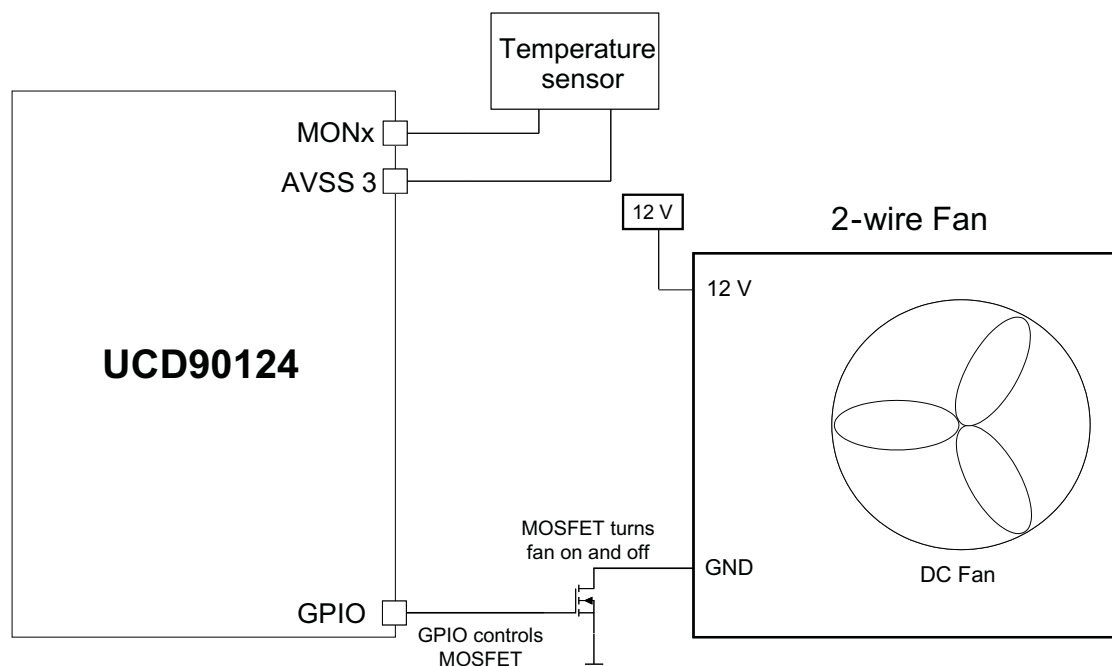 Temperature
sensor
MONx
AVSS 3
12 V
2-wire Fan
12 V
UCD90124
MOSFET turns
fan on and off
GND
DC Fan
GPIO
GPIO controls
MOSFET